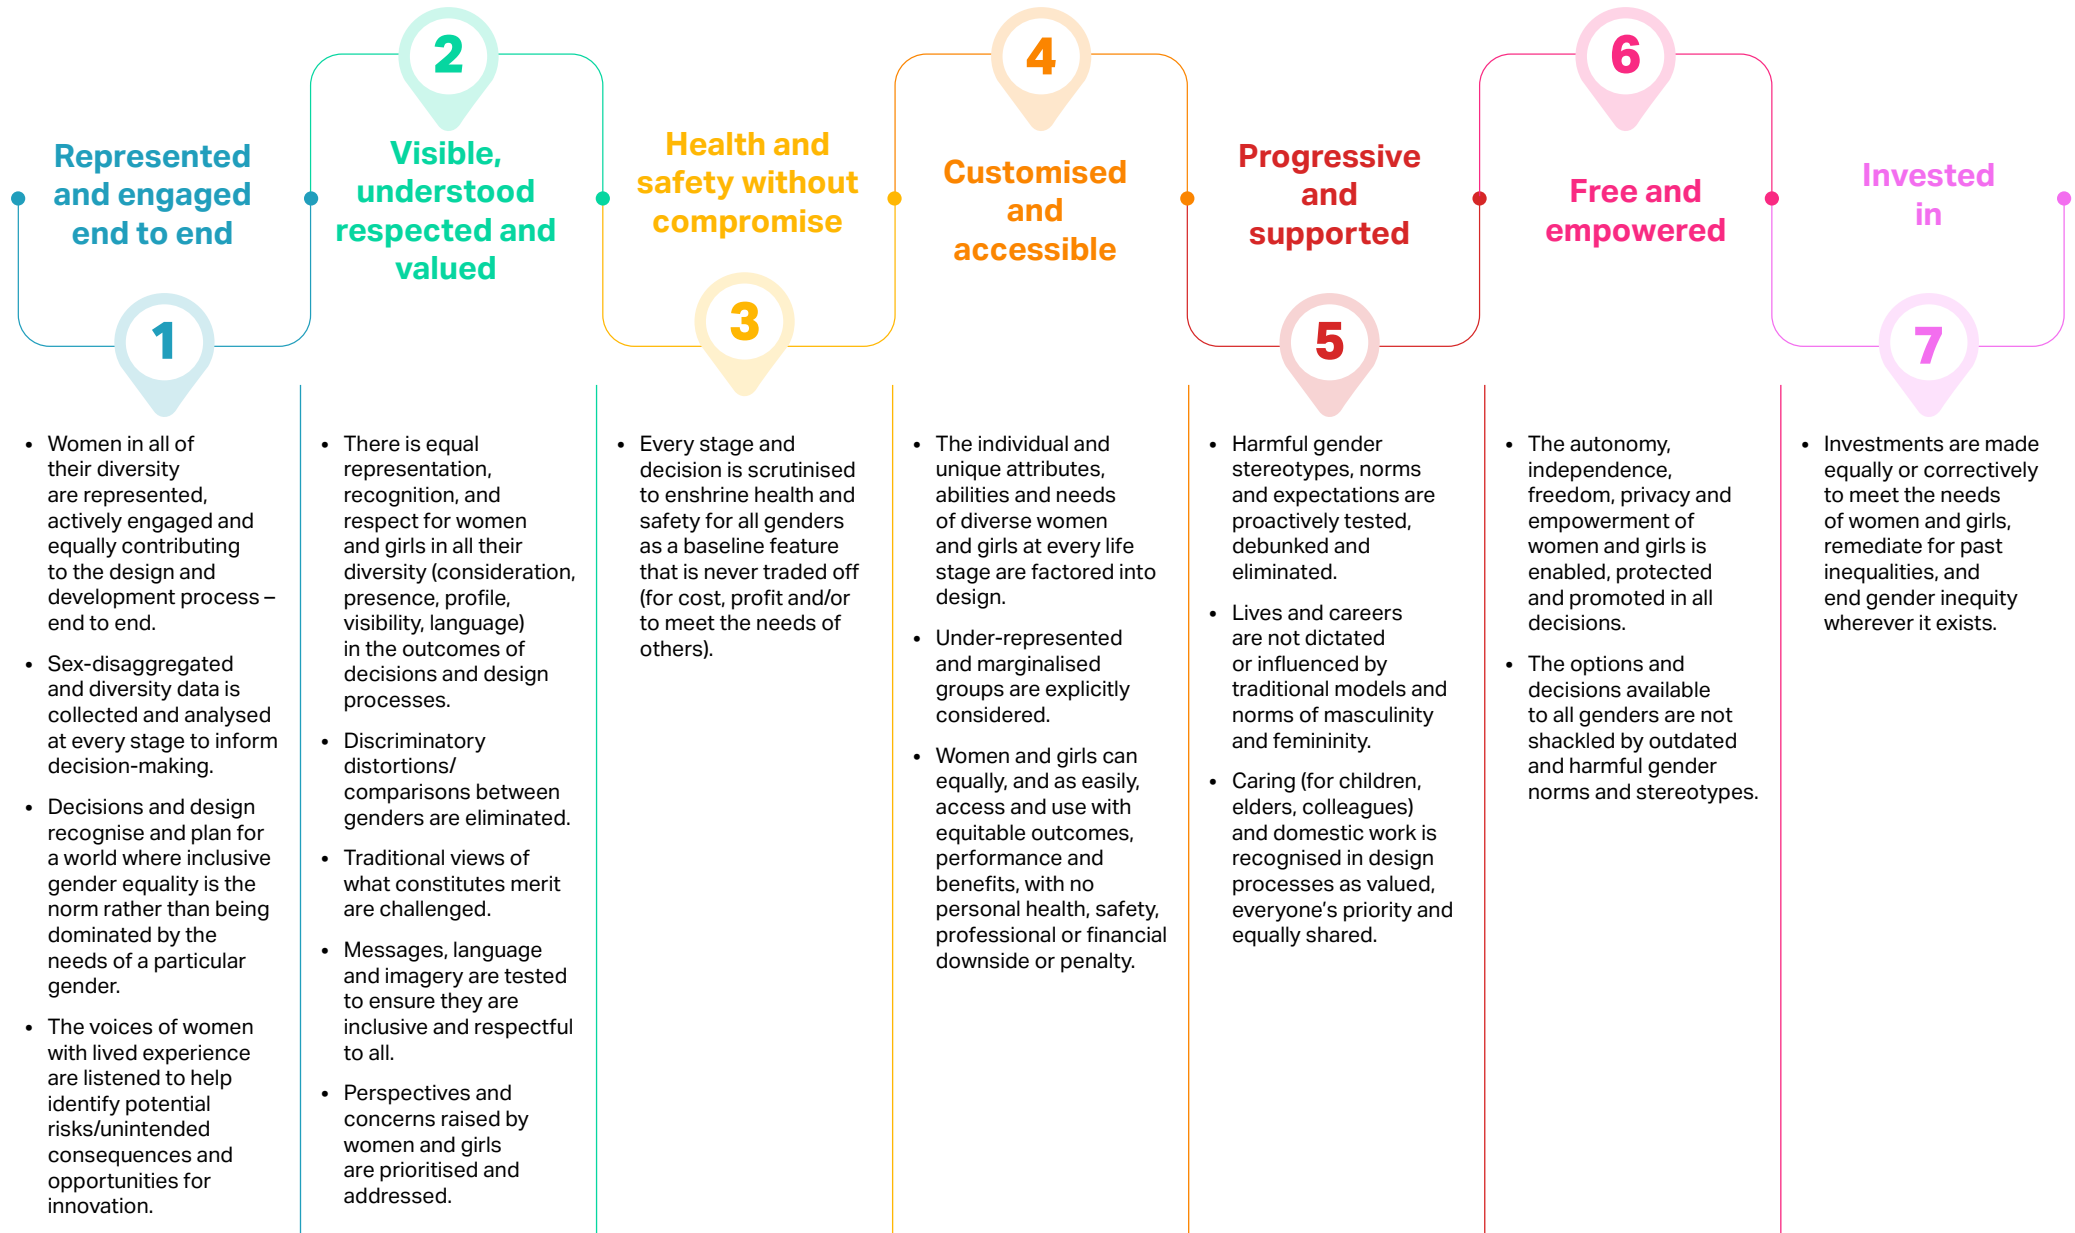 1
Represented
and engaged
end to end
• Women in all of
their diversity
are represented,
actively engaged and
equally contributing
to the design and
development process –
end to end.
• Sex-disaggregated
and diversity data is
collected and analysed
at every stage to inform
decision-making.
• Decisions and design
recognise and plan for
a world where inclusive
gender equality is the
norm rather than being
dominated by the
needs of a particular
gender.
• The voices of women
with lived experience
are listened to help
identify potential
risks/unintended
consequences and
opportunities for
innovation.
2
Visible,
understood
respected and
valued
• There is equal
representation,
recognition, and
respect for women
and girls in all their
diversity (consideration,
presence, profile,
visibility, language)
in the outcomes of
decisions and design
processes.
• Discriminatory
distortions/
comparisons between
genders are eliminated.
• Traditional views of
what constitutes merit
are challenged.
• Messages, language
and imagery are tested
to ensure they are
inclusive and respectful
to all.
• Perspectives and
concerns raised by
women and girls
are prioritised and
addressed.
Health and
safety without
compromise
3
• Every stage and
decision is scrutinised
to enshrine health and
safety for all genders
as a baseline feature
that is never traded off
(for cost, profit and/or
to meet the needs of
others).
4
Customised
and
accessible
• The individual and
unique attributes,
abilities and needs
of diverse women
and girls at every life
stage are factored into
design.
• Under-represented
and marginalised
groups are explicitly
considered.
• Women and girls can
equally, and as easily,
access and use with
equitable outcomes,
performance and
benefits, with no
personal health, safety,
professional or financial
downside or penalty.
Progressive
and
supported
5
• Harmful gender
stereotypes, norms
and expectations are
proactively tested,
debunked and
eliminated.
• Lives and careers
are not dictated
or influenced by
traditional models and
norms of masculinity
and femininity.
• Caring (for children,
elders, colleagues)
and domestic work is
recognised in design
processes as valued,
everyone's priority and
equally shared.
6
Free and
empowered
• The autonomy,
independence,
freedom, privacy and
empowerment of
women and girls is
enabled, protected
and promoted in all
decisions.
• The options and
decisions available
to all genders are not
shackled by outdated
and harmful gender
norms and stereotypes.
Invested
in
7
• Investments are made
equally or correctively
to meet the needs
of women and girls,
remediate for past
inequalities, and
end gender inequity
wherever it exists.